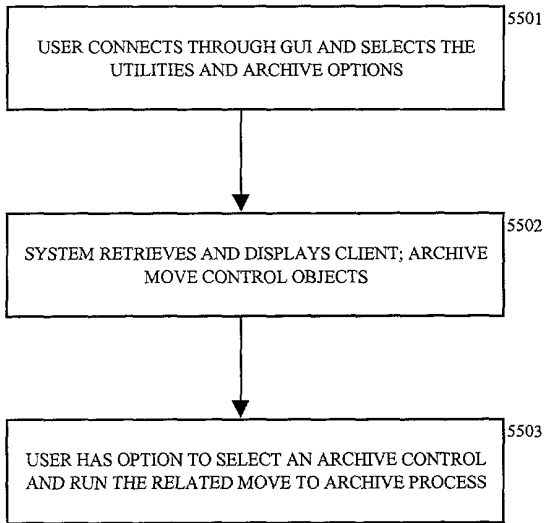 5501
USER CONNECTS THROUGH GUI AND SELECTS THE
UTILITIES AND ARCHIVE OPTIONS
5502
SYSTEM RETRIEVES AND DISPLAYS CLIENT; ARCHIVE
MOVE CONTROL OBJECTS
5503
USER HAS OPTION TO SELECT AN ARCHIVE CONTROL
AND RUN THE RELATED MOVE TO ARCHIVE PROCESS